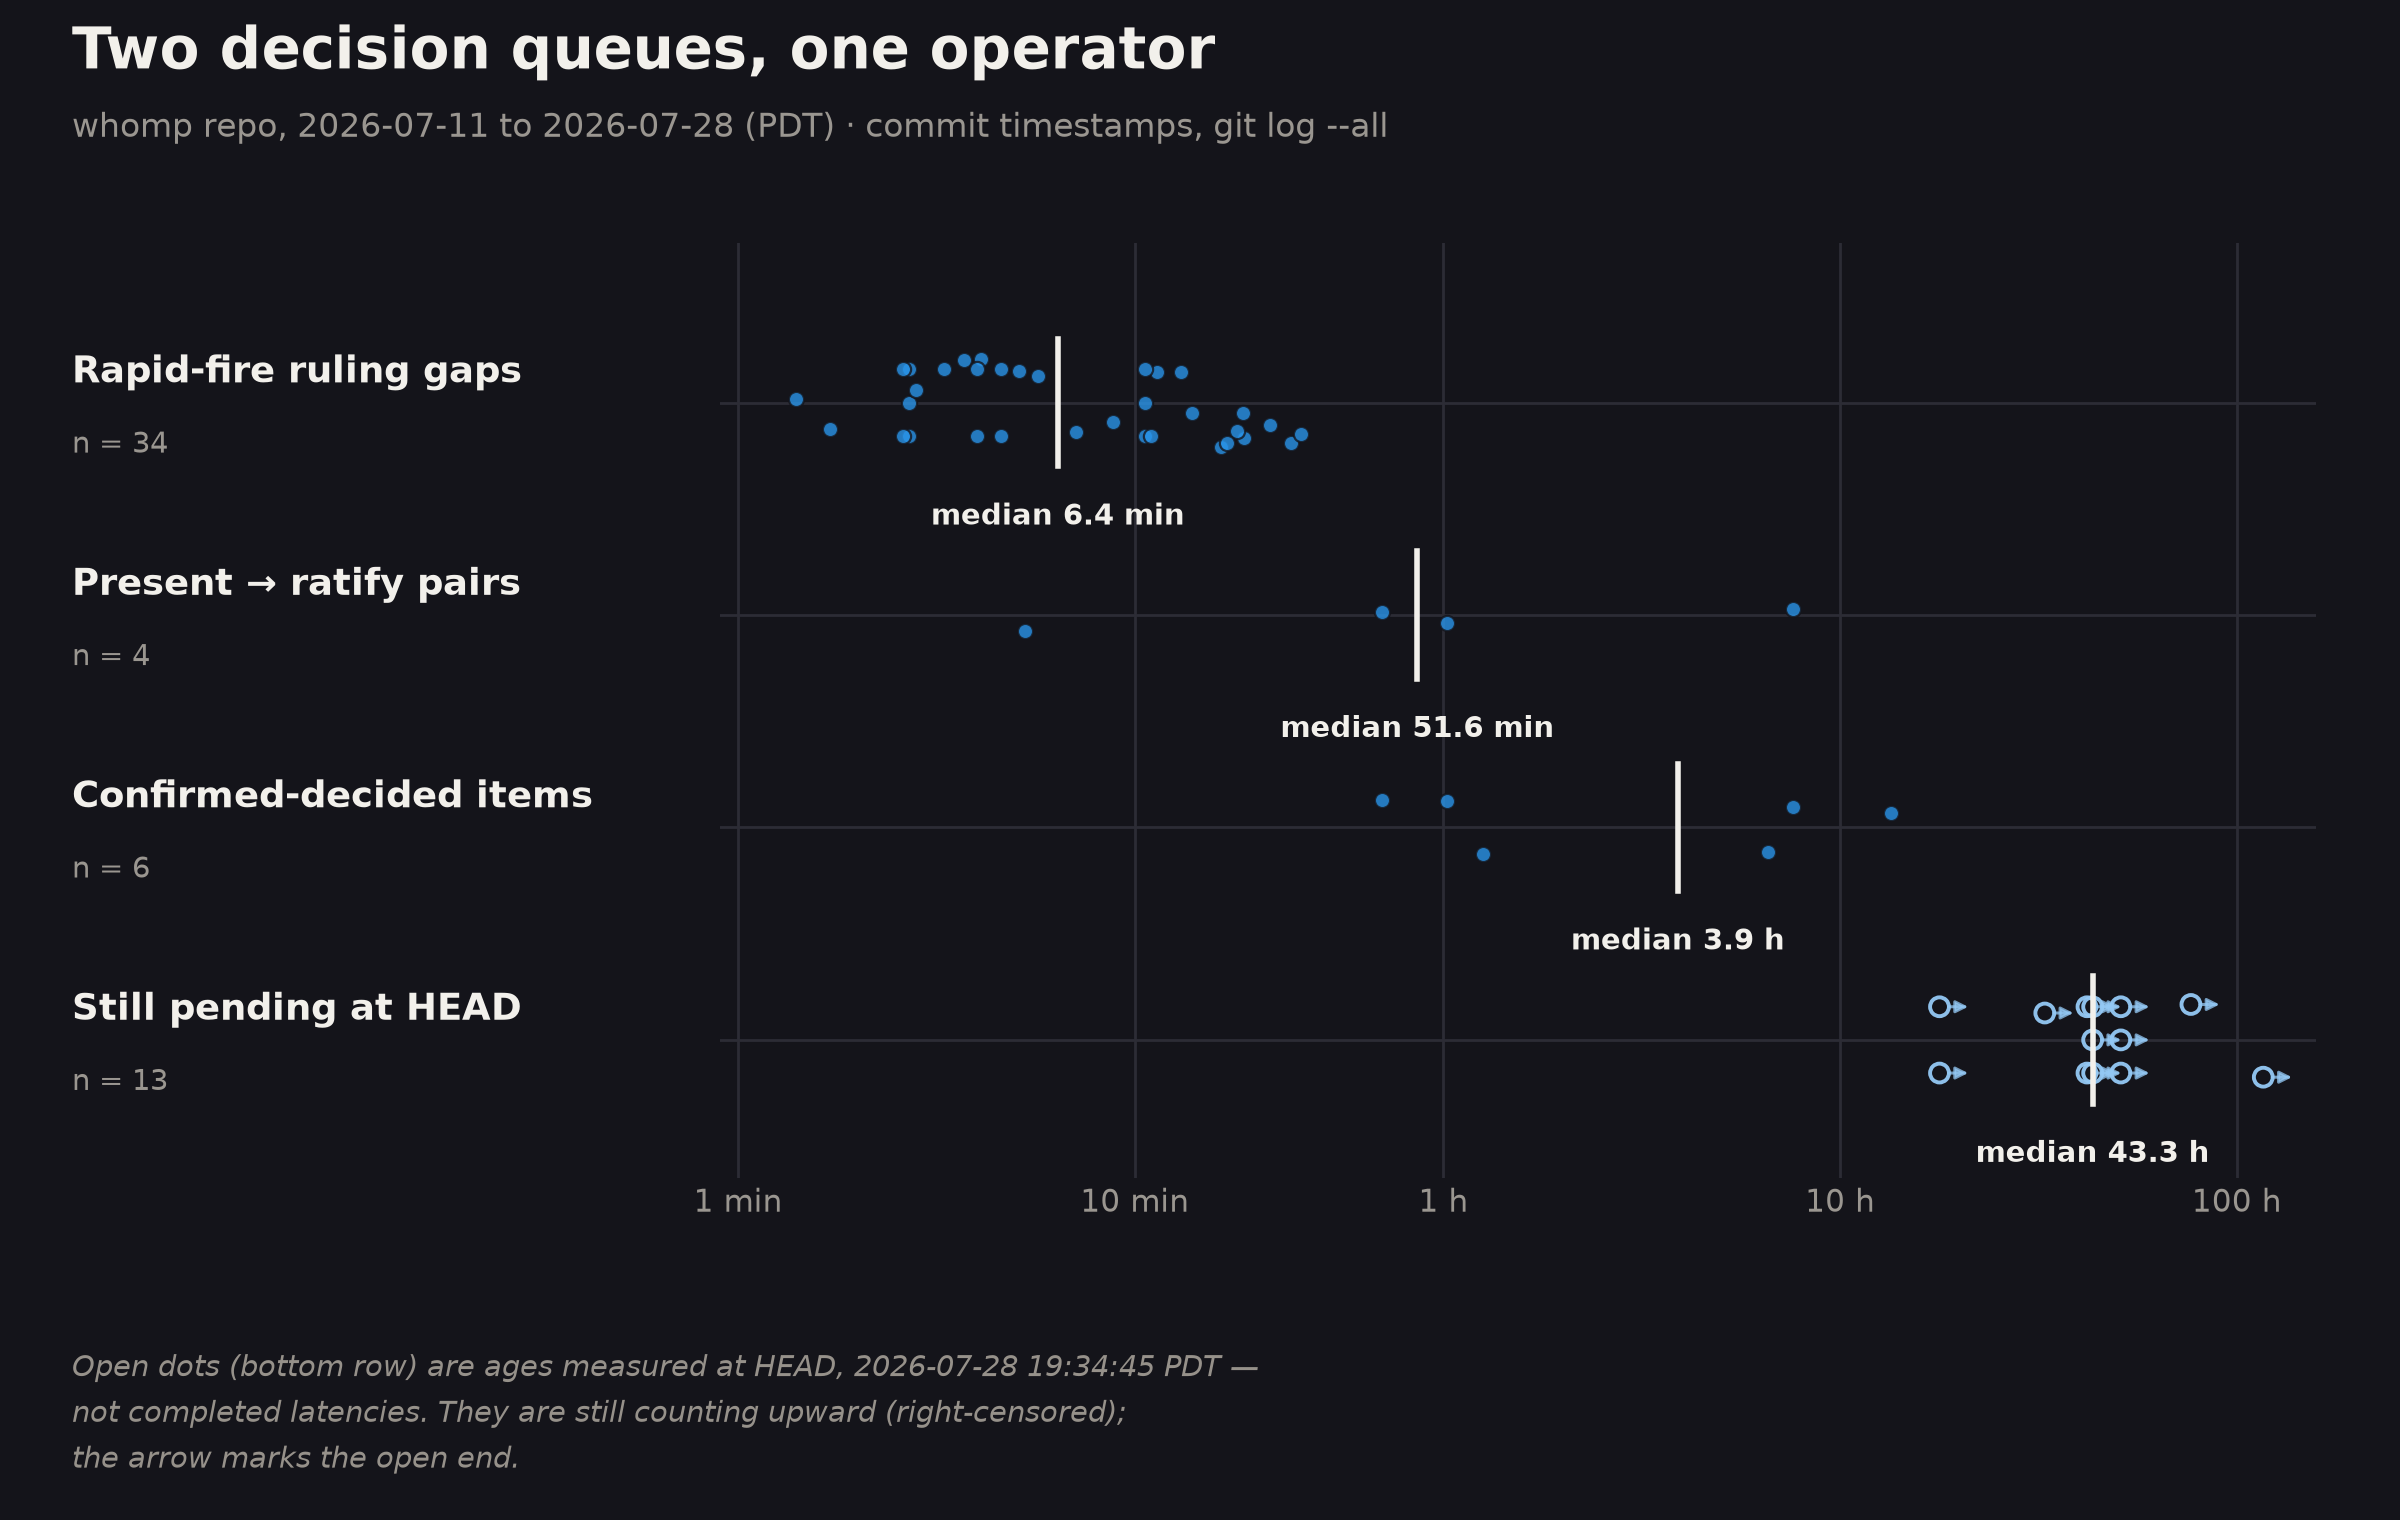 Two decision queues, one operator
whomp repo, 2026-07-11 to 2026-07-28 (PDT) · commit timestamps, git log --all
Rapid-fire ruling gaps
n = 34
median 6.4 min
Present → ratify pairs
n = 4
median 51.6 min
Confirmed-decided items
n = 6
median 3.9 h
Still pending at HEAD
n = 13
median 43.3 h
1 min
10 min
1 h
10 h
100 h
Open dots (bottom row) are ages measured at HEAD, 2026-07-28 19:34:45 PDT —
not completed latencies. They are still counting upward (right-censored);
the arrow marks the open end.